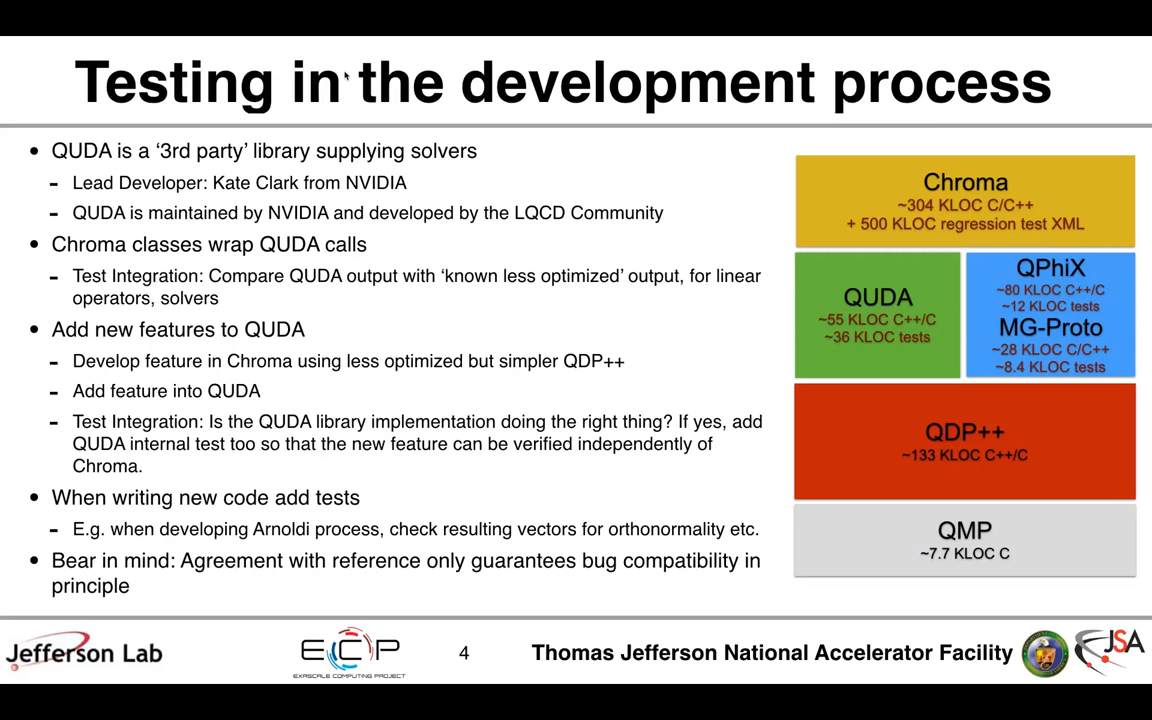 Testing in the development process
• QUDA is a ‘3rd party’ library supplying solvers
- Lead Developer: Kate Clark from NVIDIA
- QUDA is maintained by NVIDIA and developed by the LQCD Community
• Chroma classes wrap QUDA calls
- Test Integration: Compare QUDA output with ‘known less optimized’ output, for linear
operators, solvers
• Add new features to QUDA
- Develop feature in Chroma using less optimized but simpler QDP++
- Add feature into QUDA
- Test Integration: Is the QUDA library implementation doing the right thing? If yes, add
QUDA internal test too so that the new feature can be verified independently of
Chroma.
• When writing new code add tests
- E.g. when developing Arnoldi process, check resulting vectors for orthonormality etc.
• Bear in mind: Agreement with reference only guarantees bug compatibility in
principle
Chroma
~304 KLOC C/C++
+ 500 KLOC regression test XML
QUDA
~55 KLOC C++/C
~36 KLOC tests
QPhiX
~80 KLOC C++/C
~12 KLOC tests
MG-Proto
~28 KLOC C/C++
~8.4 KLOC tests
QDP++
~133 KLOC C++/C
QMP
~7.7 KLOC C
Jefferson Lab
ECP
EXASCALE COMPUTING PROJECT
4
Thomas Jefferson National Accelerator Facility
JSA